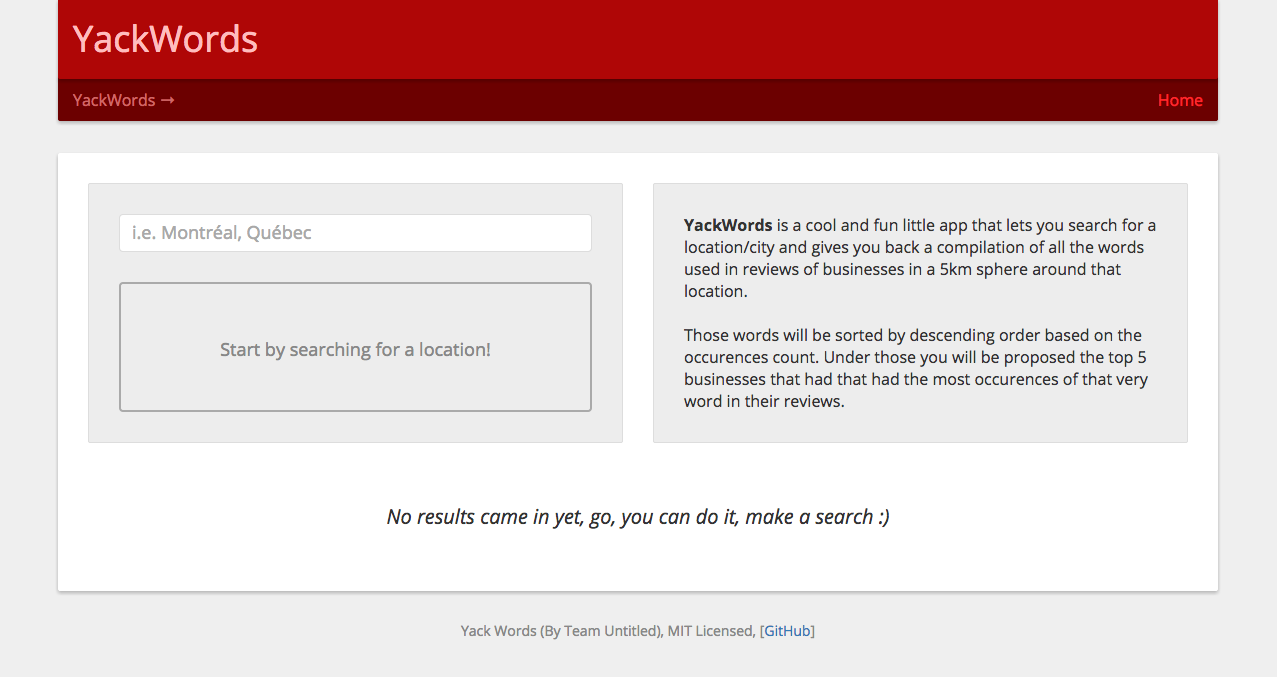 YackWords
YackWords →
Home
i.e. Montréal, Québec
Start by searching for a location!
YackWords is a cool and fun little app that lets you search for a
location/city and gives you back a compilation of all the words
used in reviews of businesses in a 5km sphere around that
location.
Those words will be sorted by descending order based on the
occurences count. Under those you will be proposed the top 5
businesses that had that had the most occurences of that very
word in their reviews.
No results came in yet, go, you can do it, make a search :)
Yack Words (By Team Untitled), MIT Licensed, [GitHub]